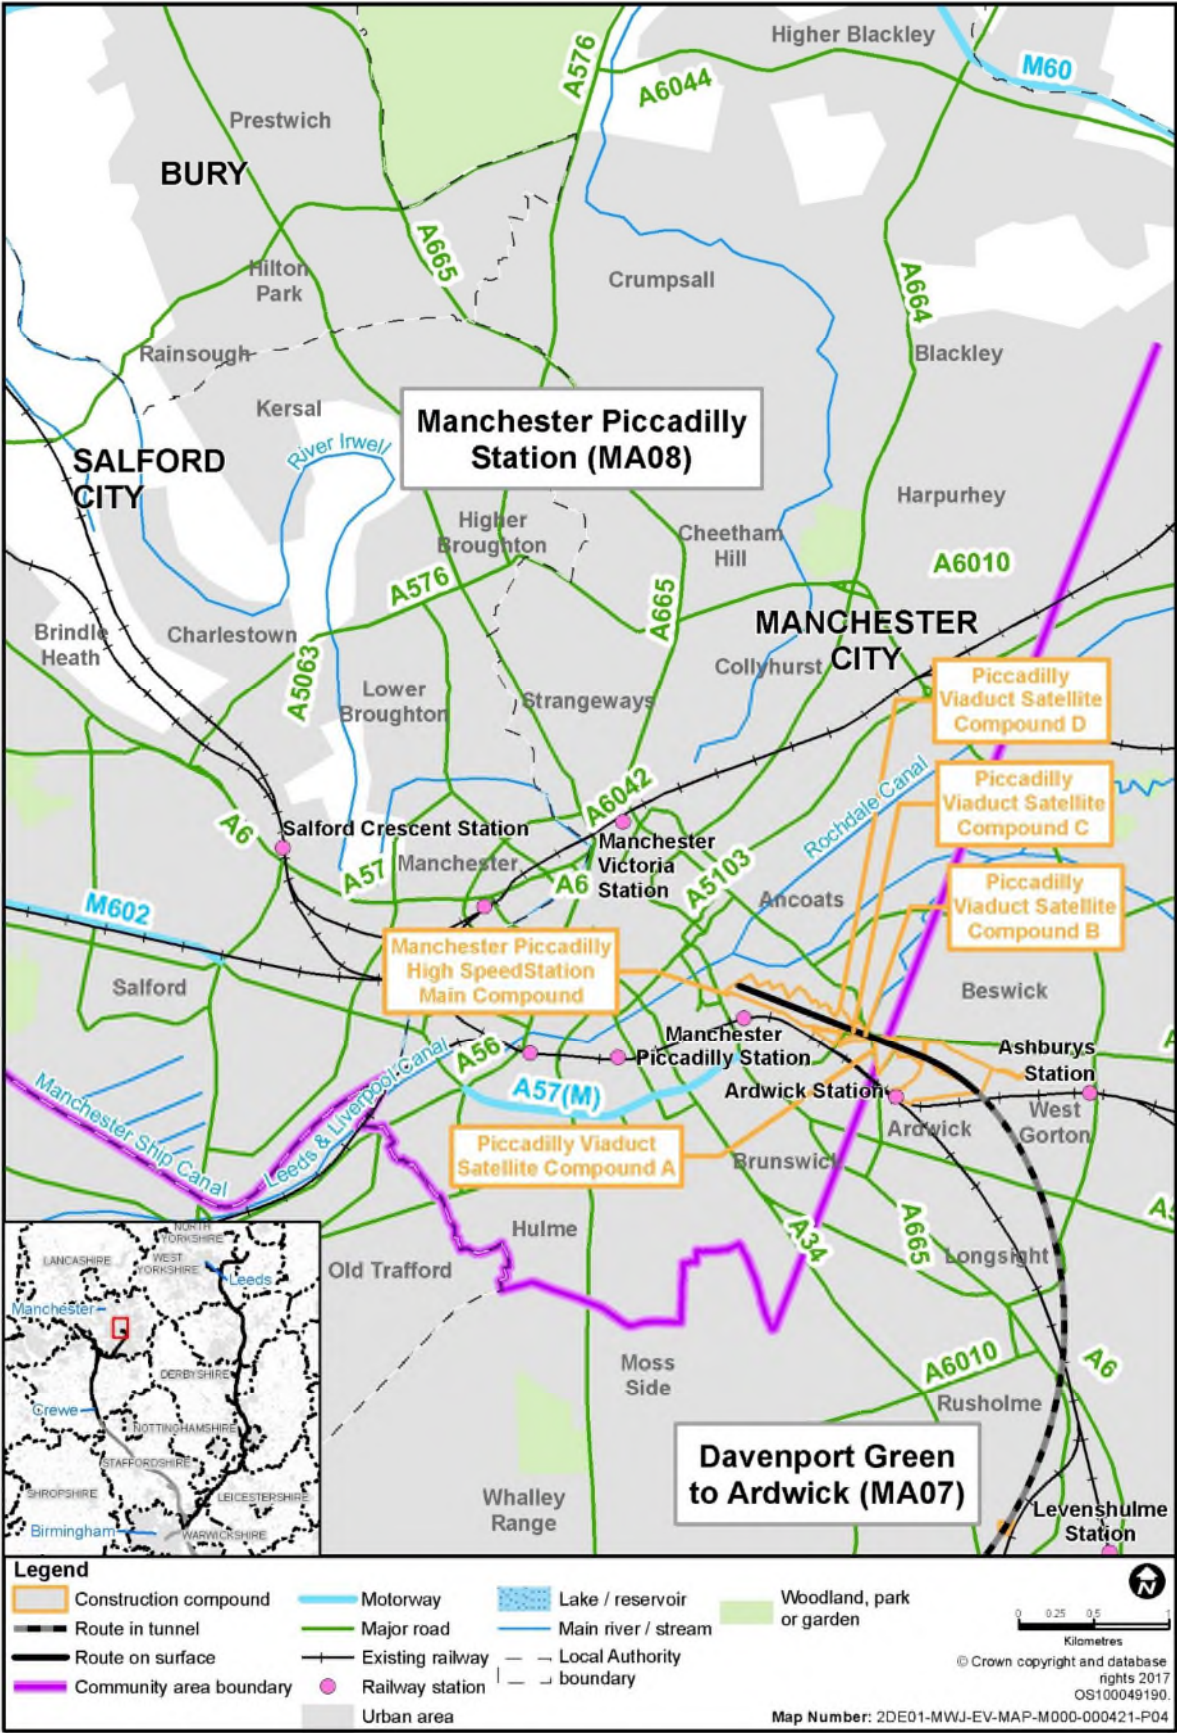 Higher Blackley
M60
A576
A6044
Prestwich
BURY
A665
Hilton
Park
Crumpsall
A664
Rainsough
Blackley
Kersal
Manchester Piccadilly
Station (MA08)
River Irwell
SALFORD
CITY
Harpurhey
Higher
Broughton
Cheetham
Hill
A6010
A576
A665
MANCHESTER
CITY
Brindle
Heath
Charlestown
A5063
Collyhurst
Lower
Broughton
Strangeways
Piccadilly
Viaduct Satellite
Compound D
Piccadilly
Viaduct Satellite
Compound C
Rochdale Canal
A6042
A6
Salford Crescent Station
Manchester
Victoria
Station
Manchester
A57
A6
A5103
Ancoats
Piccadilly
Viaduct Satellite
Compound B
M602
Manchester Piccadilly
High SpeedStation
Main Compound
Salford
Beswick
Manchester
Piccadilly Station
Ashburys
Station
A56
A57(M)
Ardwick Station
Manchester Ship Canal
Leeds & Liverpool Canal
West
Gorton
Ardwick
Piccadilly Viaduct
Satellite Compound A
Brunswick
Hulme
A34
A665
Longsight
Old Trafford
Moss
Side
A6010
A6
Rusholme
Davenport Green
to Ardwick (MA07)
Whalley
Range
Levenshulme
Station
NORTH
YORKSHIRE
LANCASHIRE
WEST
YORKSHIRE
Leeds
Manchester
DERBYSHIRE
Crewe
NOTTINGHAMSHIRE
STAFFORDSHIRE
SHROPSHIRE
LEICESTERSHIRE
Birmingham
WARWICKSHIRE
Legend
Construction compound
Route in tunnel
Route on surface
Community area boundary
Motorway
Major road
Existing railway
Railway station
Urban area
Lake / reservoir
Main river / stream
Local Authority
boundary
Woodland, park
or garden
N
0 0.25 0.5 1
Kilometres
© Crown copyright and database
rights 2017
OS100049190.
Map Number: 2DE01-MWJ-EV-MAP-M000-000421-P04